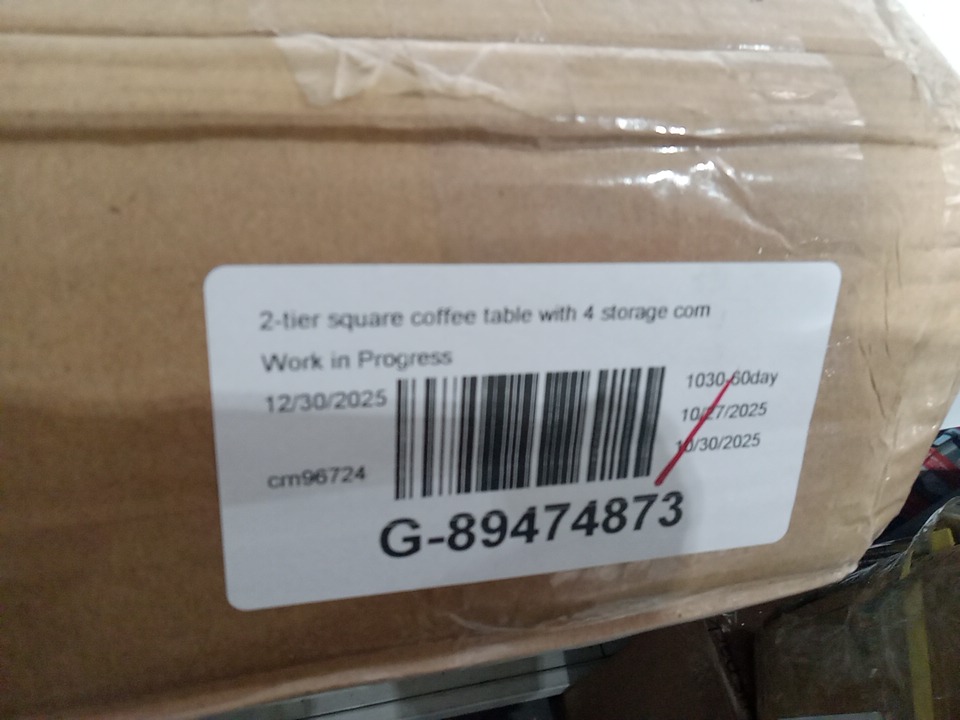 2-tier square coffee table with 4 storage com
Work in Progress
12/30/2025
1030-60day
10/27/2025
10/30/2025
cm96724
G-89474873